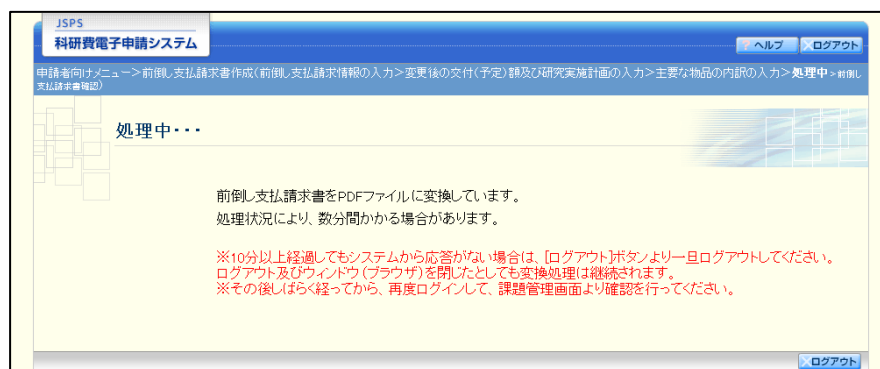 JSPS
科研費電子申請システム
ヘルプ
ログアウト
申請者向けメニュー>前倒し支払請求書作成(前倒し支払請求情報の入力>変更後の交付(予定)額及び研究実施計画の入力>主要な物品の内訳の入力>処理中>前倒し
支払請求書確認)
処理中・・・
前倒し支払請求書をPDFファイルに変換しています。
処理状況により、数分間かかる場合があります。
※10分以上経過してもシステムから応答がない場合は、[ログアウト]ボタンより一旦ログアウトしてください。
ログアウト及びウィンドウ(ブラウザ)を閉じたとしても変換処理は継続されます。
※その後しばらく経ってから、再度ログインして、課題管理画面より確認を行ってください。
ログアウト